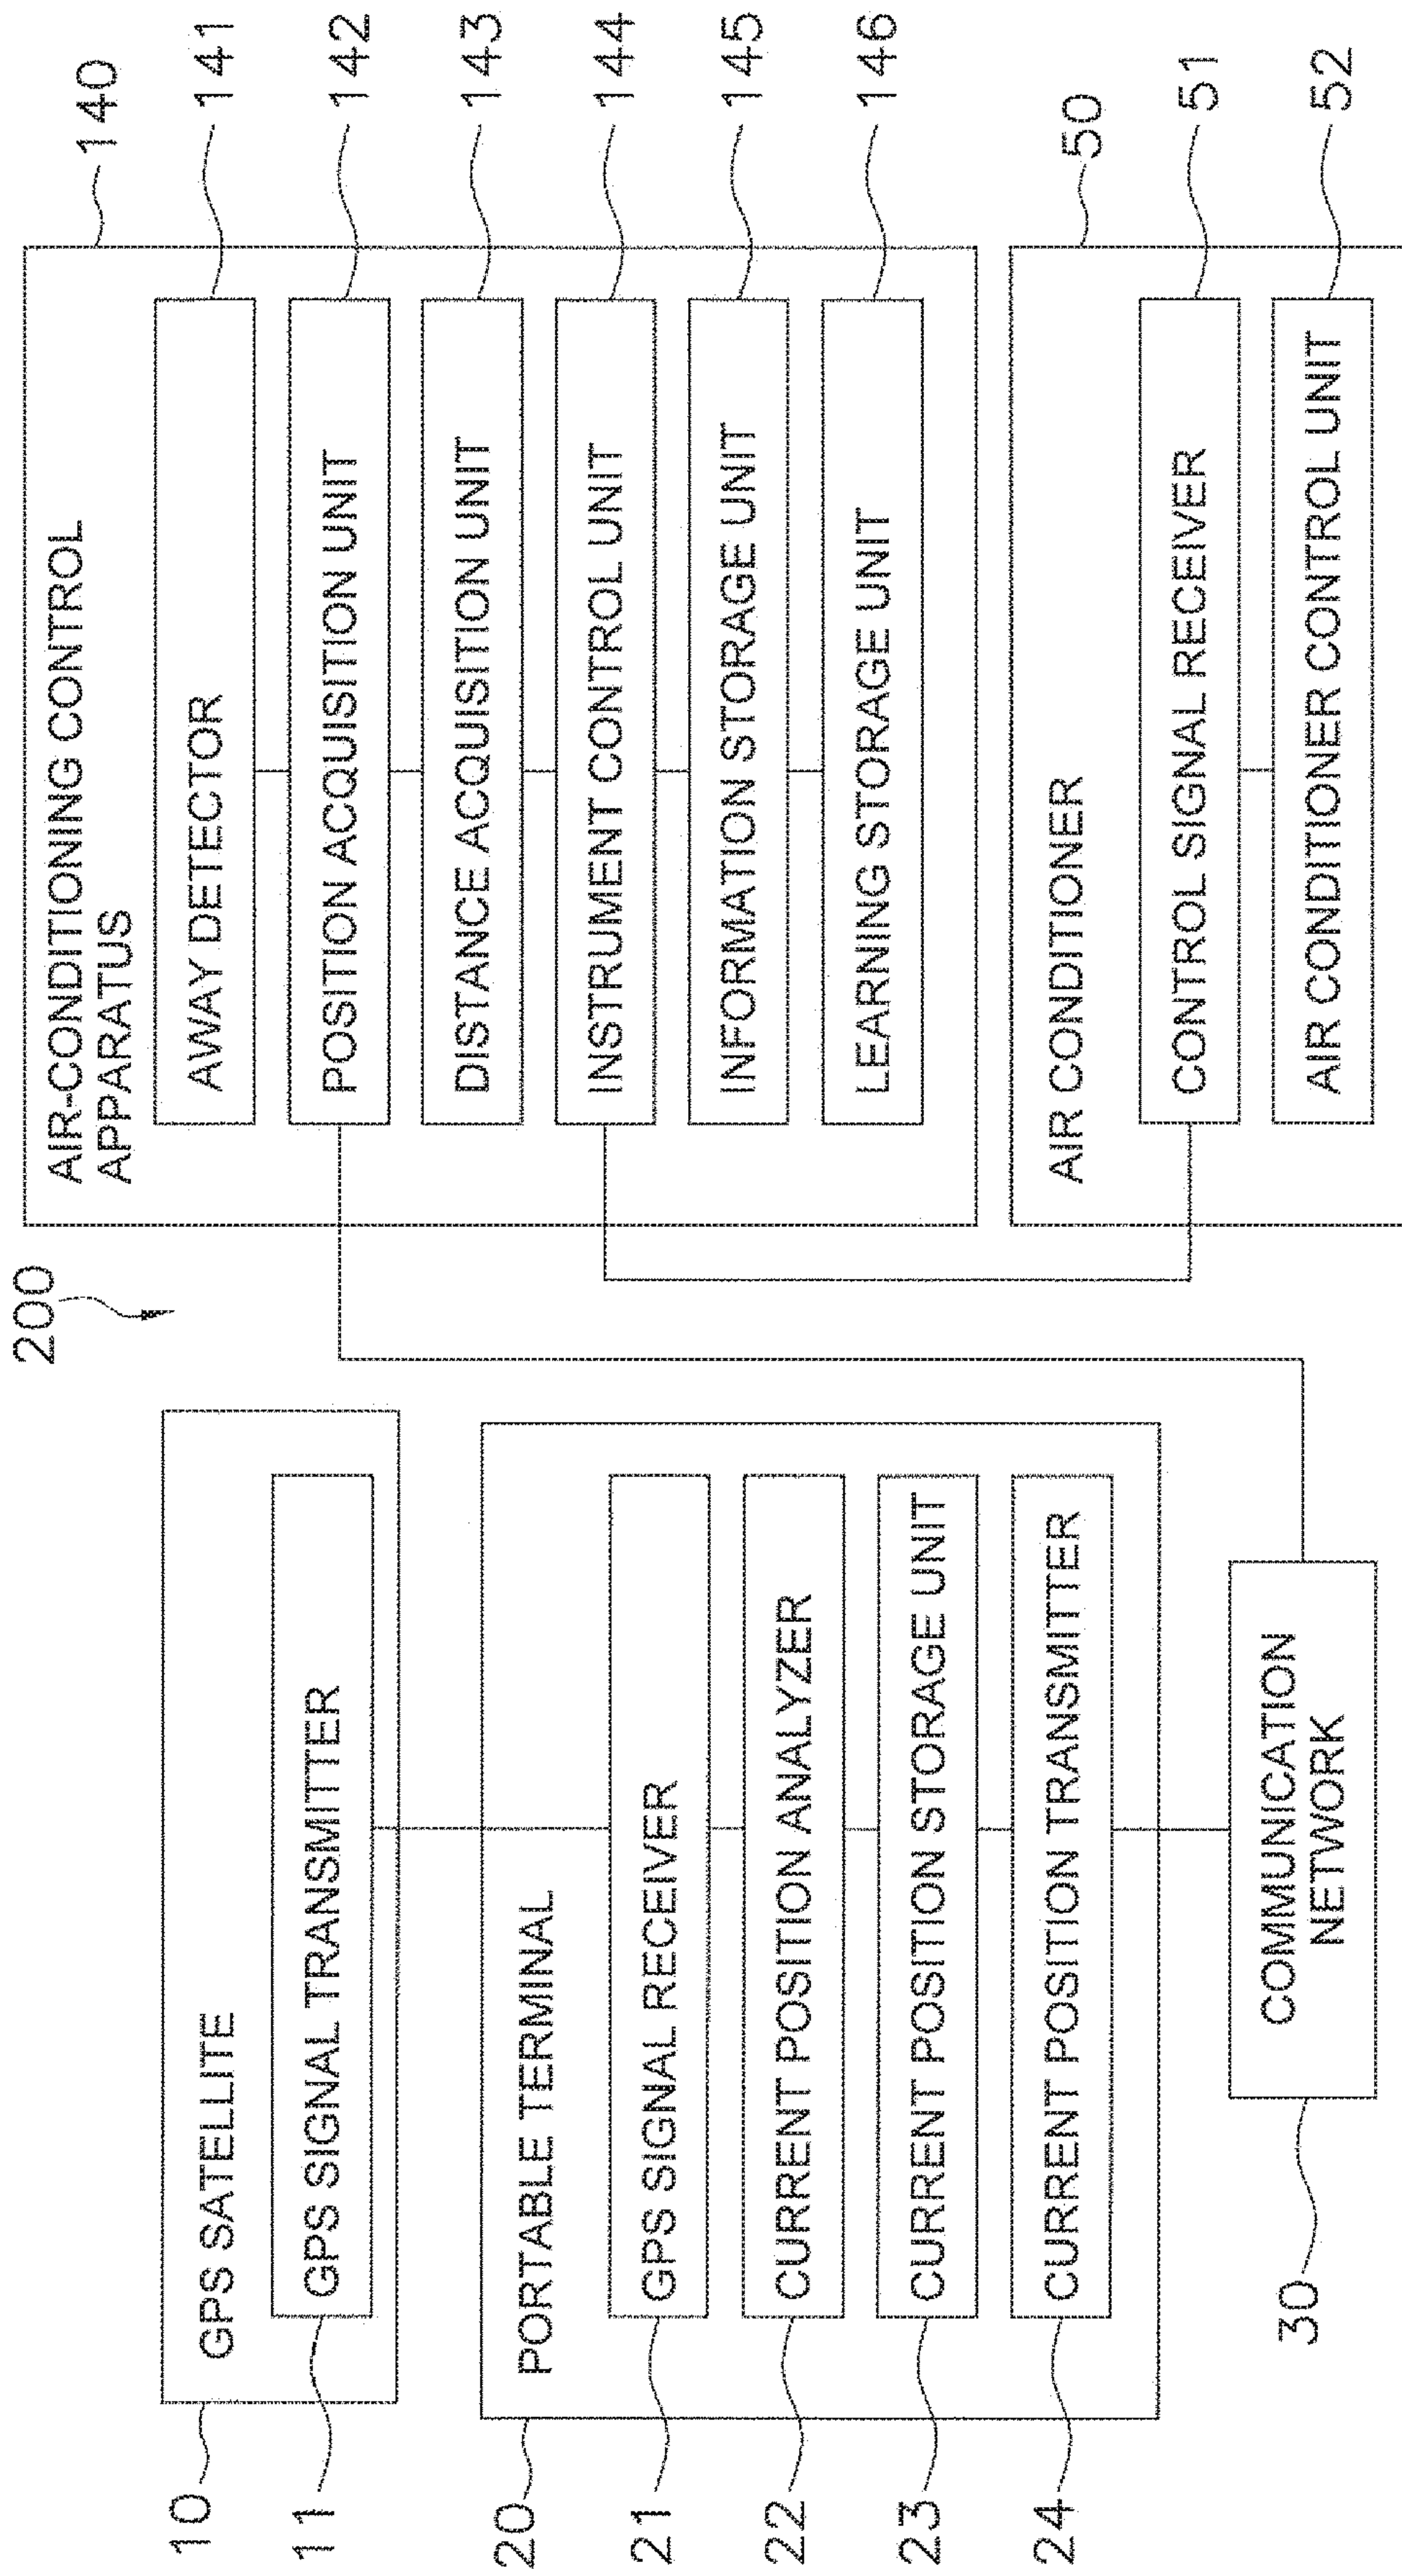 200
10
GPS SATELLITE
11
GPS SIGNAL TRANSMITTER
20
PORTABLE TERMINAL
21
GPS SIGNAL RECEIVER
22
CURRENT POSITION ANALYZER
23
CURRENT POSITION STORAGE UNIT
24
CURRENT POSITION TRANSMITTER
30
COMMUNICATION
NETWORK
140
AIR-CONDITIONING CONTROL
APPARATUS
AWAY DETECTOR
141
POSITION ACQUISITION UNIT
142
DISTANCE ACQUISITION UNIT
143
INSTRUMENT CONTROL UNIT
144
INFORMATION STORAGE UNIT
145
LEARNING STORAGE UNIT
146
50
AIR CONDITIONER
CONTROL SIGNAL RECEIVER
51
AIR CONDITIONER CONTROL UNIT
52